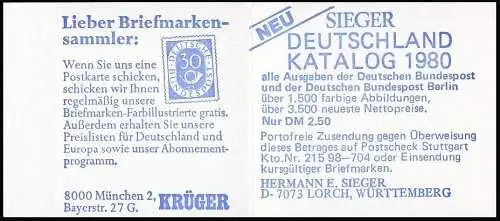 Lieber Briefmarken-
sammler:
Wenn Sie uns eine
Postkarte schicken,
schicken wir Ihnen
regelmäßig unsere
Briefmarken-Farbillustrierte gratis.
Außerdem erhalten Sie unsere
Preislisten für Deutschland und
Europa sowie unser Abonnement-
programm.
30
DEUTSCHE
BUNDESPOST
8000 München 2,
Bayerstr. 27 G,
KRÜGER
NEU
SIEGER
DEUTSCHLAND
KATALOG 1980
alle Ausgaben der Deutschen Bundespost
und der Deutschen Bundespost Berlin
über 1.500 farbige Abbildungen,
über 3.500 neueste Nettopreise.
Nur DM 2.50
Portofreie Zusendung gegen Überweisung
dieses Betrages auf Postscheck Stuttgart
Kto.Nr. 215 98-704 oder Einsendung
kursgültiger Briefmarken.
HERMANN E. SIEGER
D-7073 LORCH, WÜRTTEMBERG